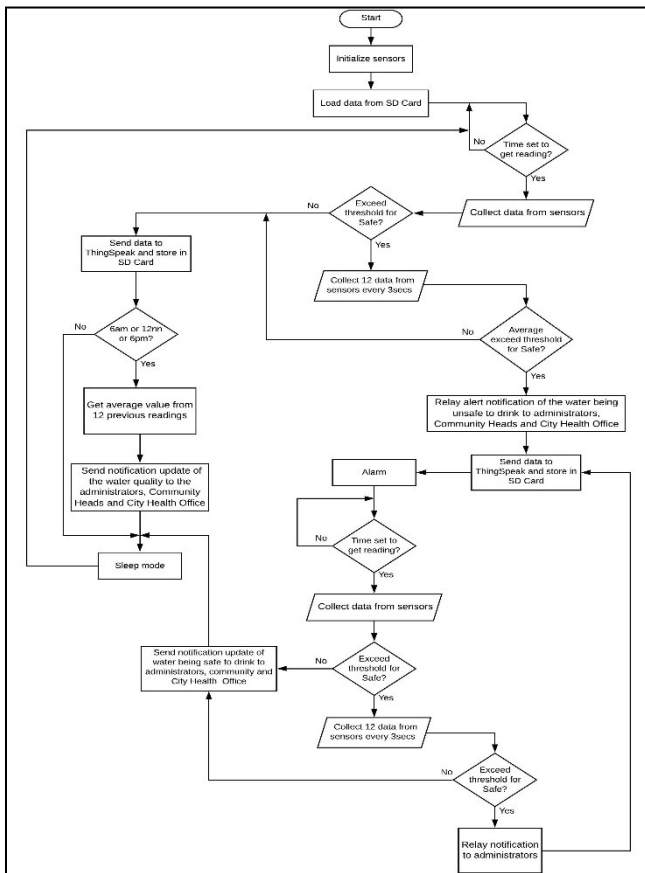 Start
Initialize sensors
Load data from SD Card
No
Time set to
get reading?
Yes
Collect data from sensors
Exceed
threshold for
Safe?
No
Yes
Send data to
ThingSpeak and store in
SD Card
Collect 12 data from
sensors every 3secs
No
6am or 12nn
or 6pm?
Yes
No
Average
exceed threshold
for Safe?
Yes
Get average value from
12 previous readings
Relay alert notification of the water being
unsafe to drink to administrators,
Community Heads and City Health Office
Send notification update of
the water quality to the
administrators, Community
Heads and City Health Office
Alarm
Send data to
ThingSpeak and store in
SD Card
Sleep mode
No
Time set to
get reading?
Yes
Collect data from sensors
Send notification update of
water being safe to drink to
administrators, community and
City Health Office
No
Exceed
threshold for
Safe?
Yes
Collect 12 data from
sensors every 3secs
No
Exceed
threshold for
Safe?
Yes
Relay notification
to administrators